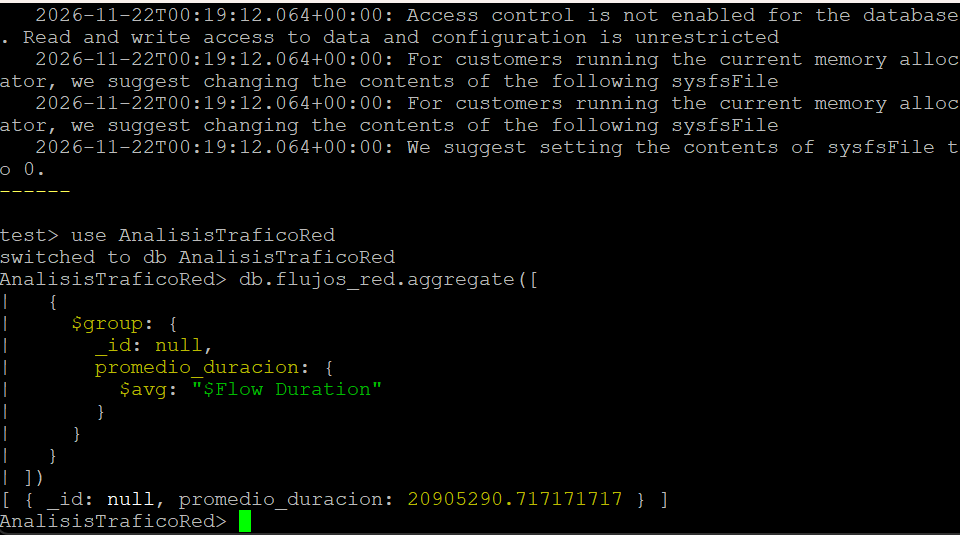 2026-11-22T00:19:12.064+00:00: Access control is not enabled for the database
. Read and write access to data and configuration is unrestricted
   2026-11-22T00:19:12.064+00:00: For customers running the current memory alloc
ator, we suggest changing the contents of the following sysfsFile
   2026-11-22T00:19:12.064+00:00: For customers running the current memory alloc
ator, we suggest changing the contents of the following sysfsFile
   2026-11-22T00:19:12.064+00:00: We suggest setting the contents of sysfsFile t
o 0.
------
test> use AnalisisTraficoRed
switched to db AnalisisTraficoRed
AnalisisTraficoRed> db.flujos_red.aggregate([
|   {
|     $group: {
|       _id: null,
|       promedio_duracion: {
|         $avg: "$Flow Duration"
|       }
|     }
|   }
| ])
[ { _id: null, promedio_duracion: 20905290.717171717 } ]
AnalisisTraficoRed>